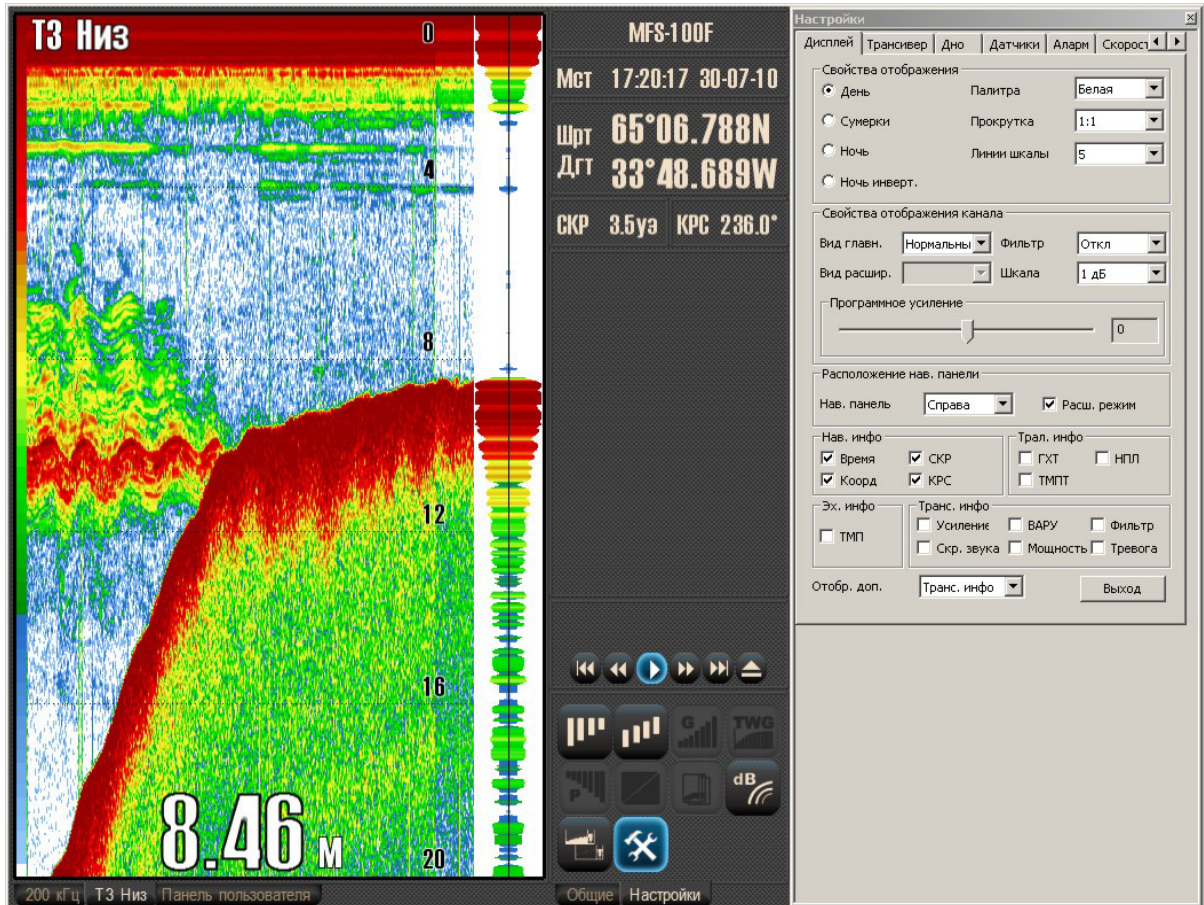 ТЗ Низ
0
4
8
12
16
20
8.46 м
200 кГц ТЗ Низ Панель пользователя
MFS-100F
Мст 17:20:17 30-07-10
Шрт 65°06.788N
Дгт 33°48.689W
СКР 3.5уэ КРС 236.0°
G
TWG
P
dB
Общие Настройки
Настройки
Дисплей Трансивер Дно Датчики Аларм Скорост
Свойства отображения
День Палитра Белая
Сумерки Прокрутка 1:1
Ночь Линии шкалы 5
Ночь инверт.
Свойства отображения канала
Вид главн. Нормальны Фильтр Откл
Вид расшир. Шкала 1 дБ
Программное усиление
0
Расположение нав. панели
Нав. панель Справа Расш. режим
Нав. инфо Трал. инфо
Время СКР ГХТ НПЛ
Коорд КРС ТМПТ
Эх. инфо Транс. инфо
ТМП Усиление ВАРУ Фильтр
Скр. звука Мощность Тревога
Отобр. доп. Транс. инфо Выход